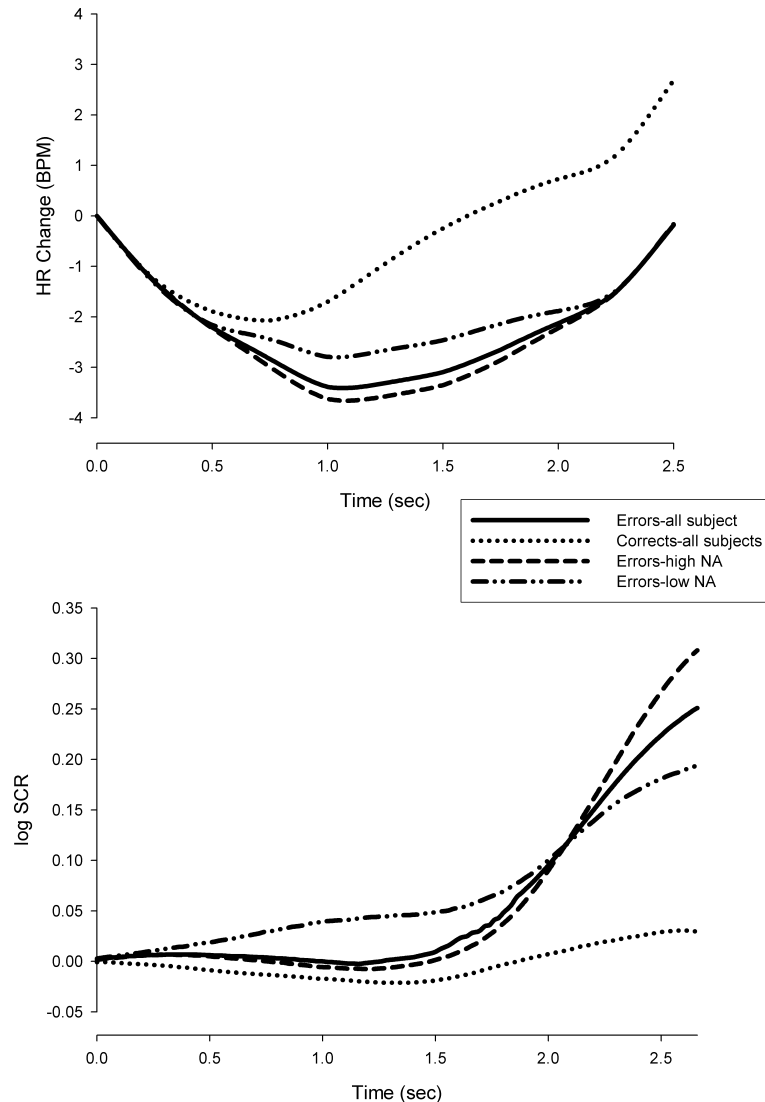 4
3
2
1
0
-1
-2
-3
-4
HR Change (BPM)
0.0 0.5 1.0 1.5 2.0 2.5
Time (sec)
Errors-all subject
Corrects-all subjects
Errors-high NA
Errors-low NA
0.35
0.30
0.25
0.20
0.15
0.10
0.05
0.00
-0.05
log SCR
0.0 0.5 1.0 1.5 2.0 2.5
Time (sec)